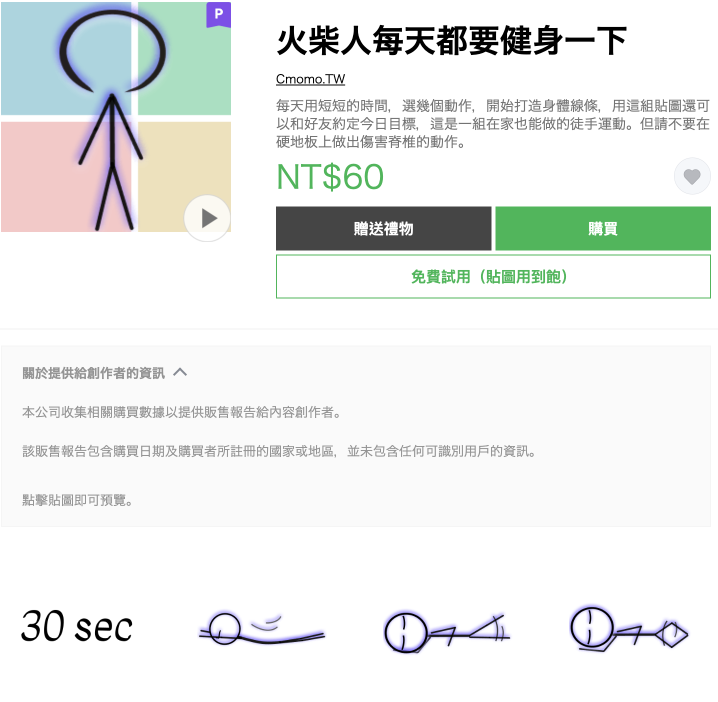 P
火柴人每天都要健身一下
Cmomo.TW
每天用短短的時間，選幾個動作，開始打造身體線條，用這組貼圖還可
以和好友約定今日目標，這是一組在家也能做的徒手運動。但請不要在
硬地板上做出傷害脊椎的動作。
NT$60
贈送禮物
購買
免費試用（貼圖用到飽）
關於提供給創作者的資訊
本公司收集相關購買數據以提供販售報告給內容創作者。
該販售報告包含購買日期及購買者所註冊的國家或地區，並未包含任何可識別用戶的資訊。
點擊貼圖即可預覽。
30 sec